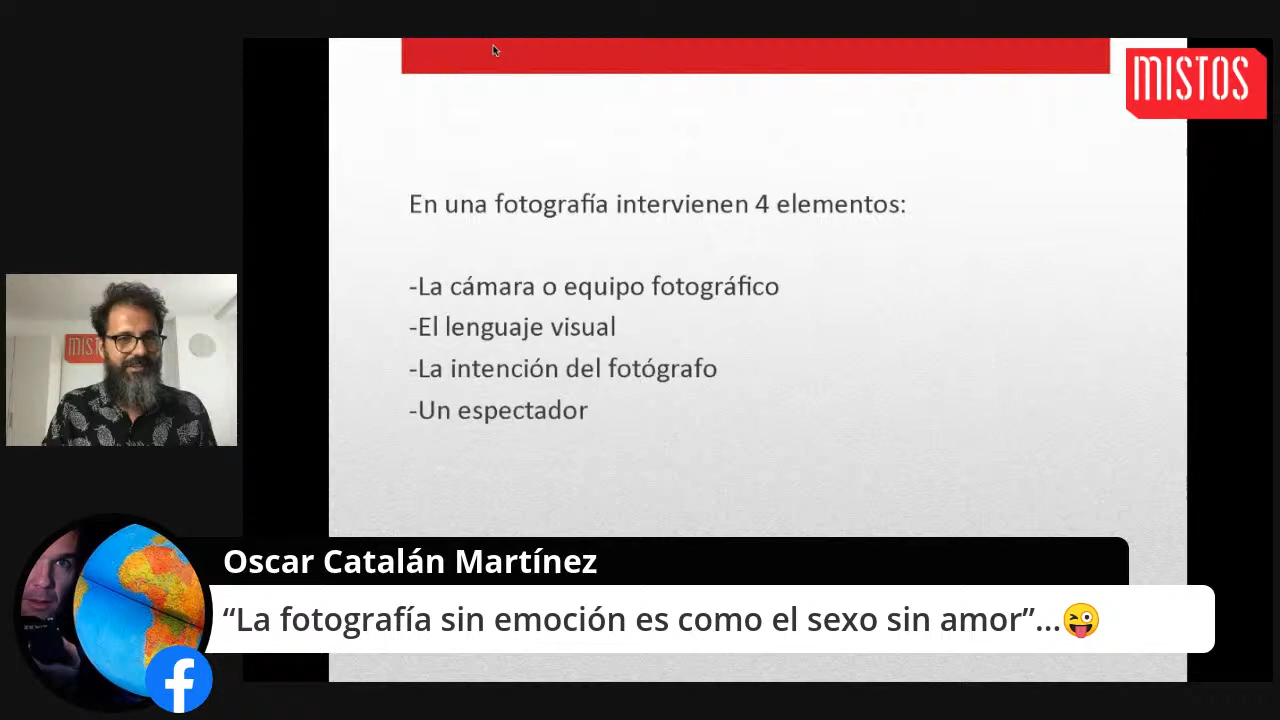 MISTOS
En una fotografía intervienen 4 elementos:
-La cámara o equipo fotográfico
-El lenguaje visual
-La intención del fotógrafo
-Un espectador
MIST
Oscar Catalán Martínez
“La fotografía sin emoción es como el sexo sin amor”...😜